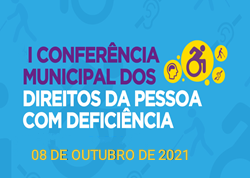 I CONFERÊNCIA
MUNICIPAL DOS
DIREITOS DA PESSOA
COM DEFICIÊNCIA
08 DE OUTUBRO DE 2021